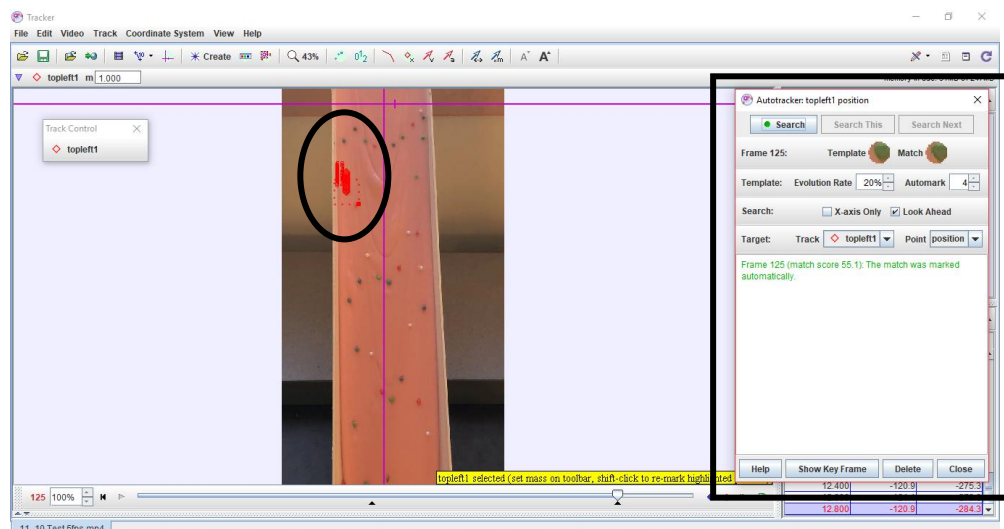 Tracker
File Edit Video Track Coordinate System View Help
Create 43% A A
topleft1 m 1.000
Track Control
topleft1
Autotracker: topleft1 position
Search Search This Search Next
Frame 125: Template Match
Template: Evolution Rate 20% Automark 4
Search: X-axis Only Look Ahead
Target: Track topleft1 Point position
Frame 125 (match score 55.1): The match was marked
automatically.
Help Show Key Frame Delete Close
topleft1 selected (set mass on toolbar, shift-click to re-mark highlighted
125 100%
12.400 -120.9 -275.3
12.800 -120.9 -284.3